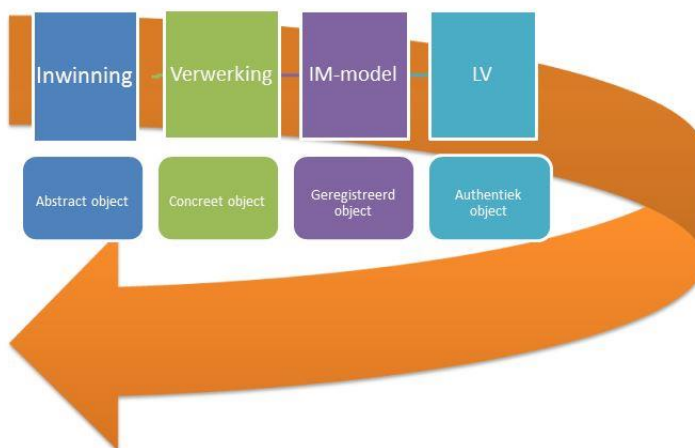 Inwinning
Verwerking
IM-model
LV
Abstract object
Concreet object
Geregistreerd
object
Authentiek
object